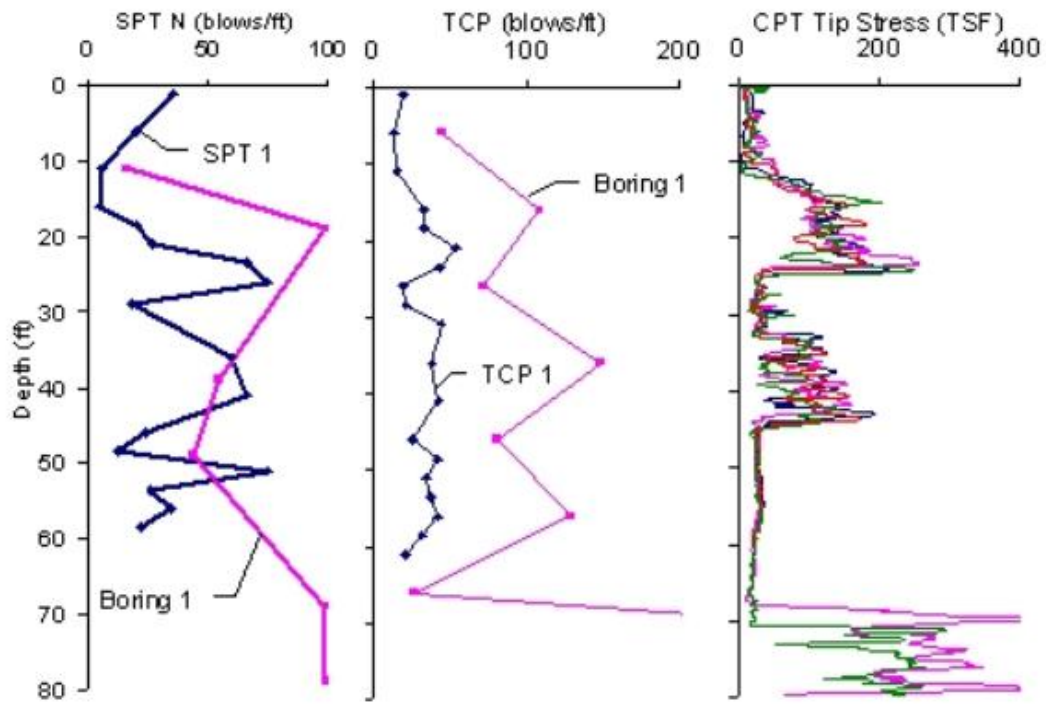 SPT N (blows/ft)
TCP (blows/ft)
CPT Tip Stress (TSF)
0 50 100
0 100 200
0 200 400
0
10
20
30
40
50
60
70
80
Depth (ft)
SPT 1
Boring 1
Boring 1
TCP 1